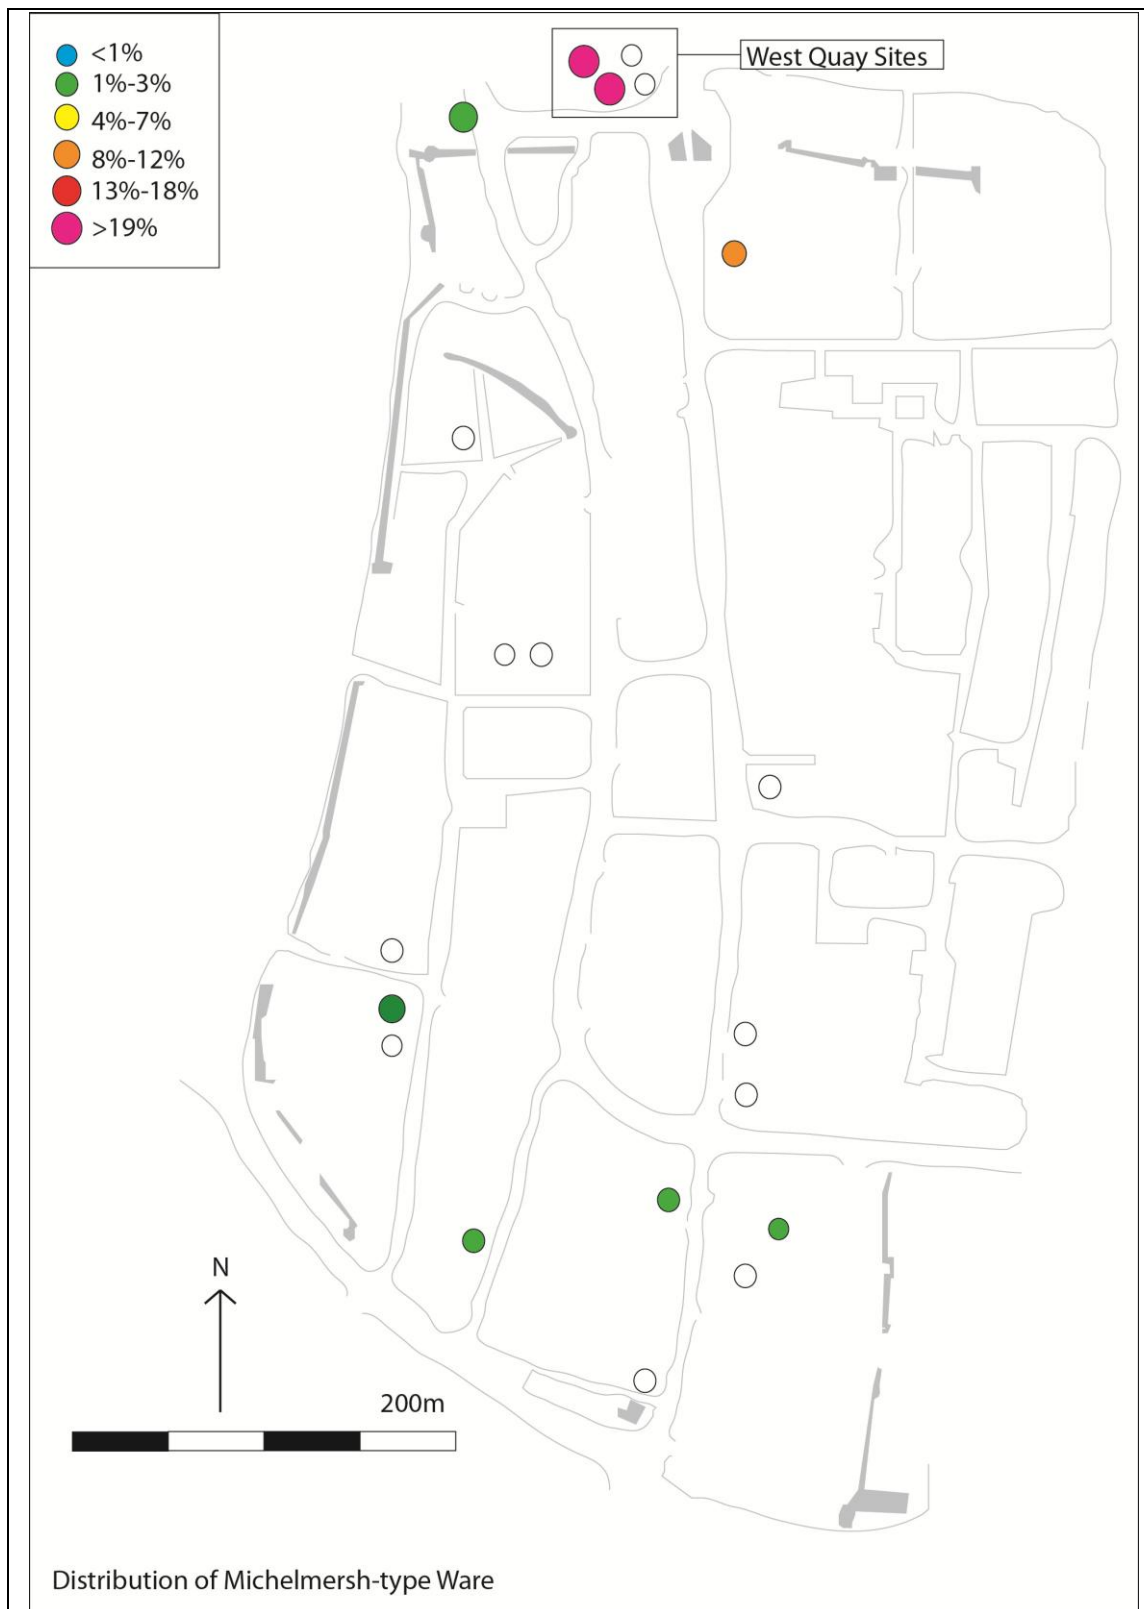 <1%
1%-3%
4%-7%
8%-12%
13%-18%
>19%
West Quay Sites
N
200m
Distribution of Michelmersh-type Ware